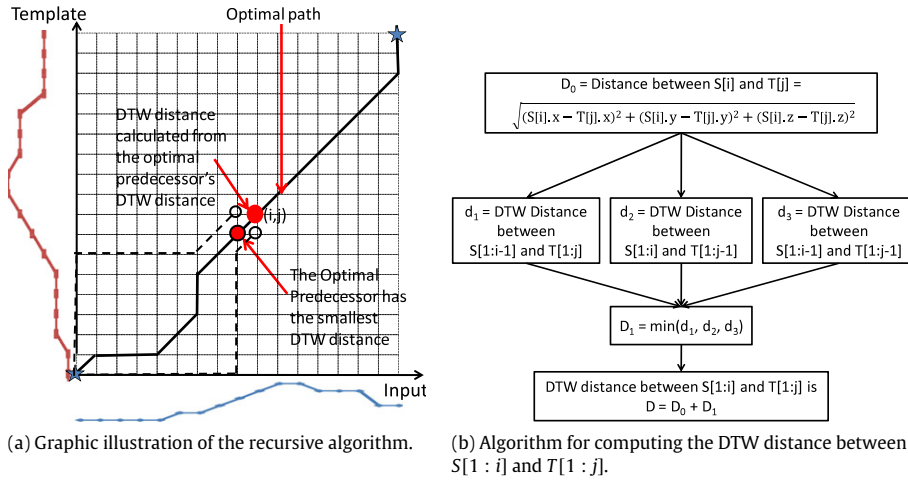 Template
Optimal path
DTW distance
calculated from
the optimal
predecessor's
DTW distance
(i,j)
The Optimal
Predecessor has
the smallest
DTW distance
Input
(a) Graphic illustration of the recursive algorithm.
D₀ = Distance between S[i] and T[j] =
√(S[i].x − T[j].x)² + (S[i].y − T[j].y)² + (S[i].z − T[j].z)²
d₁ = DTW Distance
between
S[1:i-1] and T[1:j]
d₂ = DTW Distance
between
S[1:i] and T[1:j-1]
d₃ = DTW Distance
between
S[1:i-1] and T[1:j-1]
D₁ = min(d₁, d₂, d₃)
DTW distance between S[1:i] and T[1:j] is
D = D₀ + D₁
(b) Algorithm for computing the DTW distance between
S[1 : i] and T[1 : j].